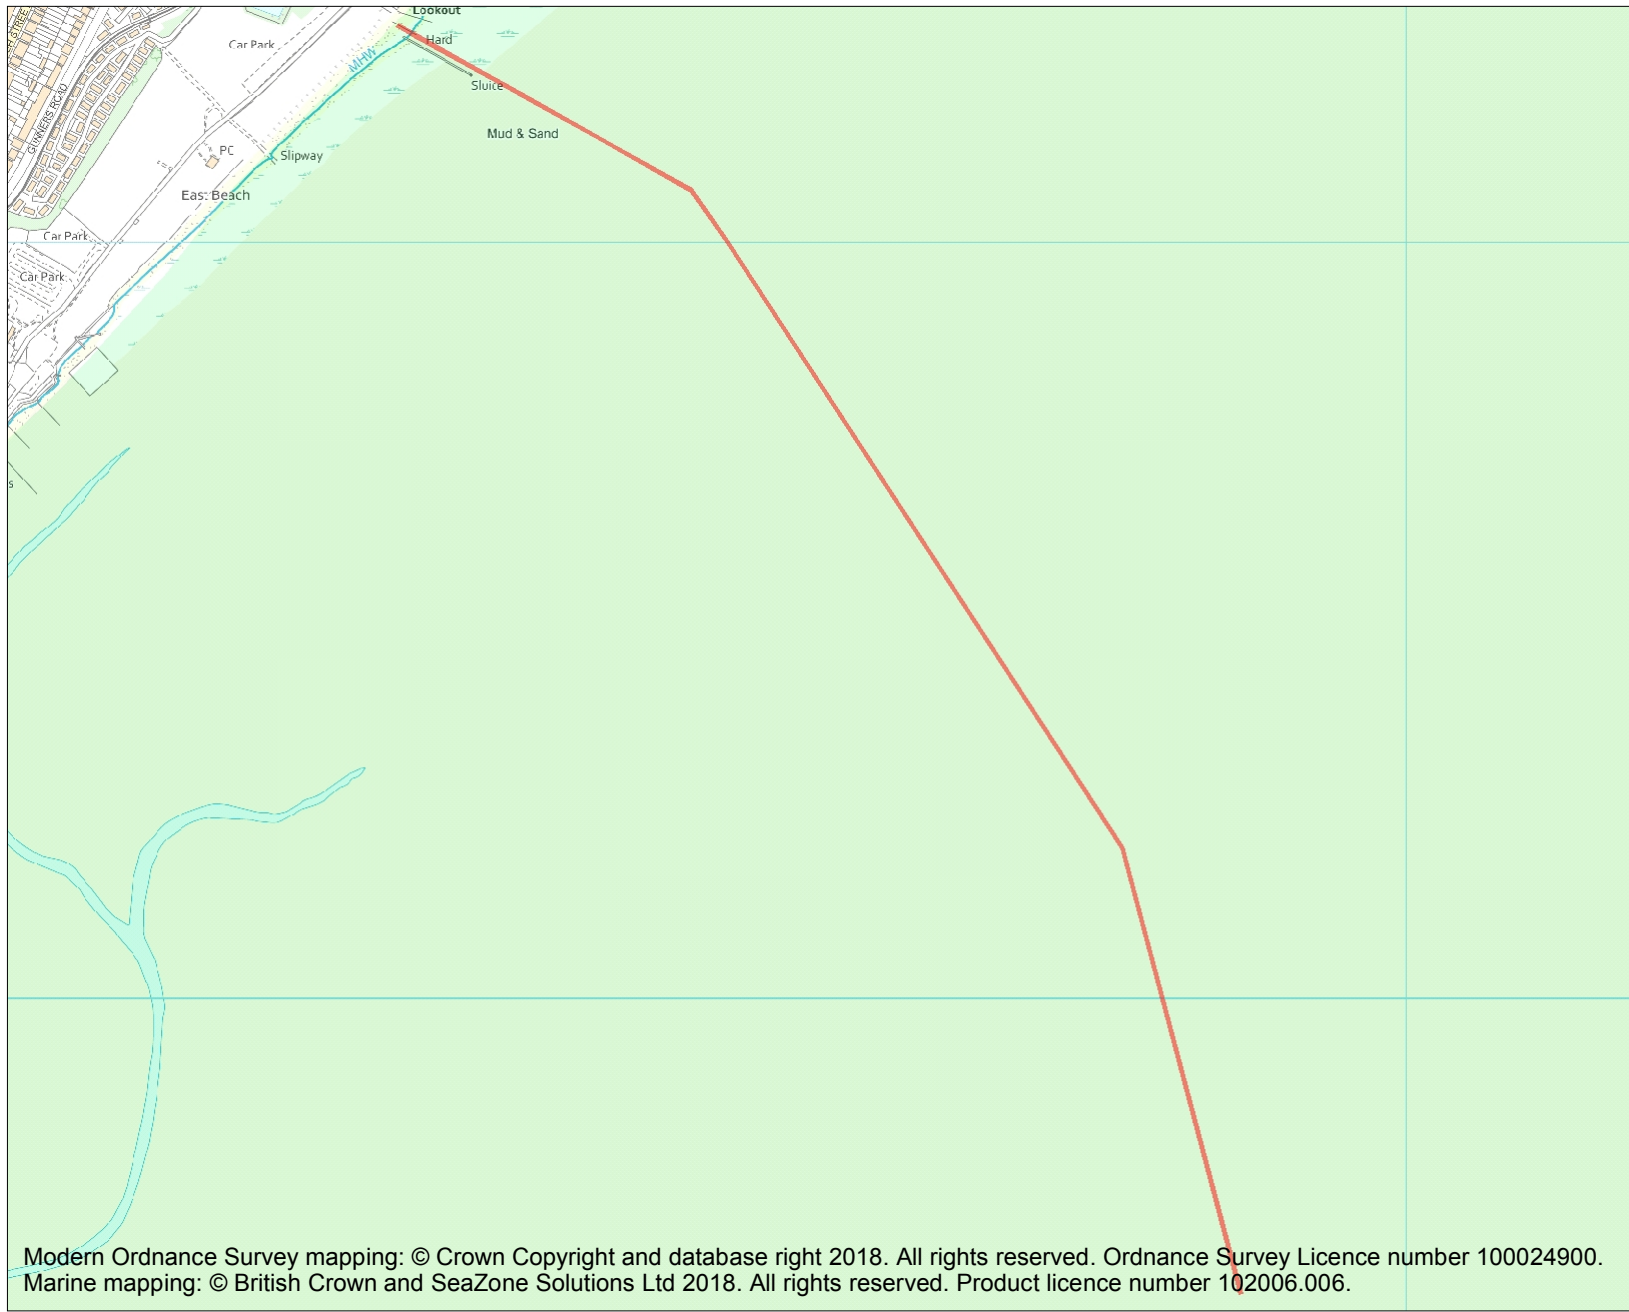 Lookout
G STREET
Car Park
Hard
MHW
Sluice
GUNNERS ROAD
Mud & Sand
PC
Slipway
East Beach
Car Park
Car Park
s
Modern Ordnance Survey mapping: © Crown Copyright and database right 2018. All rights reserved. Ordnance Survey Licence number 100024900.
Marine mapping: © British Crown and SeaZone Solutions Ltd 2018. All rights reserved. Product licence number 102006.006.